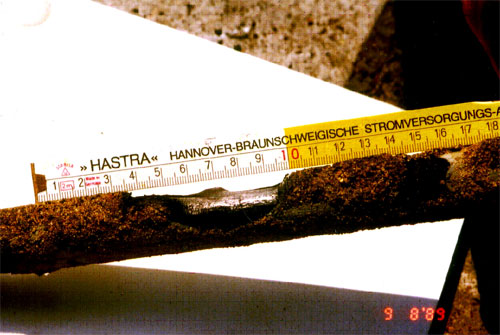 »HASTRA« HANNOVER-BRAUNSCHWEIGISCHE STROMVERSORGUNGS-A
1 2 3 4 5 6 7 8 9 10 11 12 13 14 15 16 17 18
9 8'89